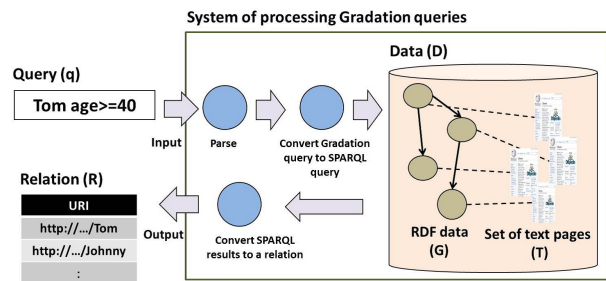 System of processing Gradation queries
Data (D)
Query (q)
Tom age>=40
Input
Parse
Convert Gradation
query to SPARQL
query
Relation (R)
URI
http://.../Tom
http://.../Johnny
:
Output
Convert SPARQL
results to a relation
RDF data
(G)
Set of text pages
(T)